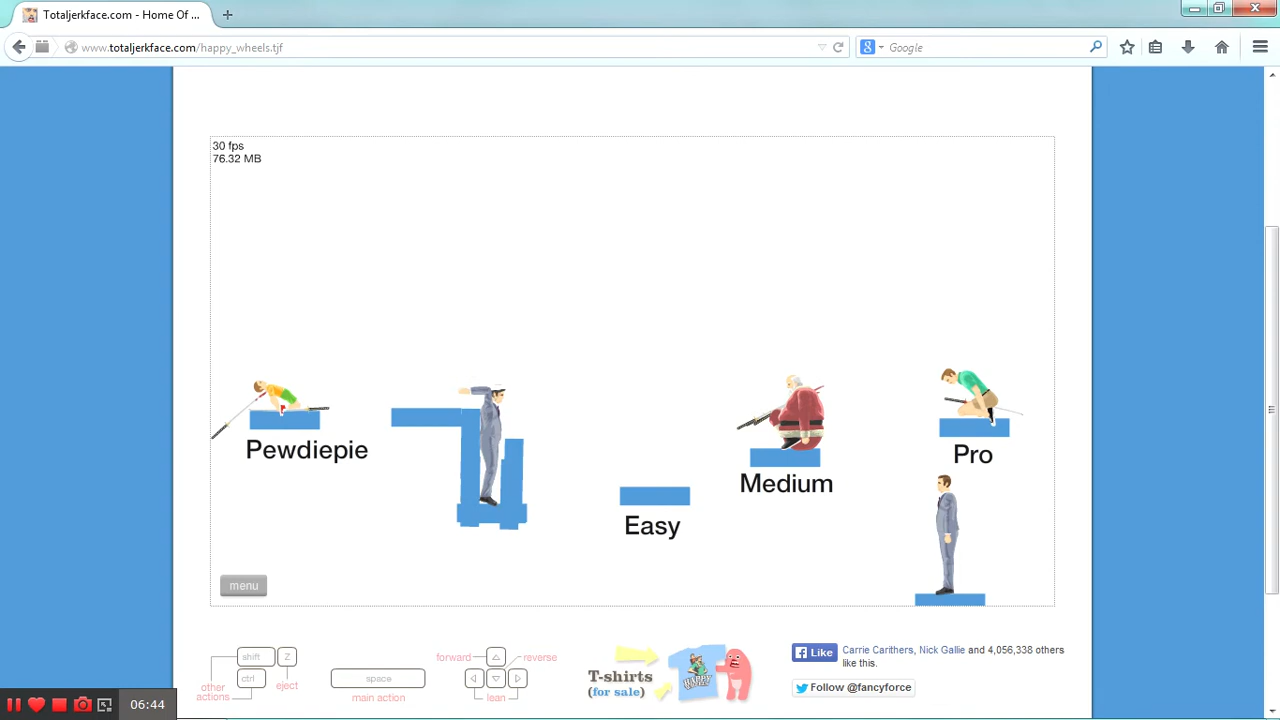 Totaljerkface.com - Home Of ...
www.totaljerkface.com/happy_wheels.tjf
Google
30 fps
76.32 MB
Pewdiepie
Easy
Medium
Pro
menu
shift
Z
ctrl
other
actions
eject
space
main action
forward
reverse
lean
T-shirts
(for sale)
HAPPY WHEELS
Like
Carrie Carithers, Nick Gallie and 4,056,338 others
like this.
Follow @fancyforce
06:44